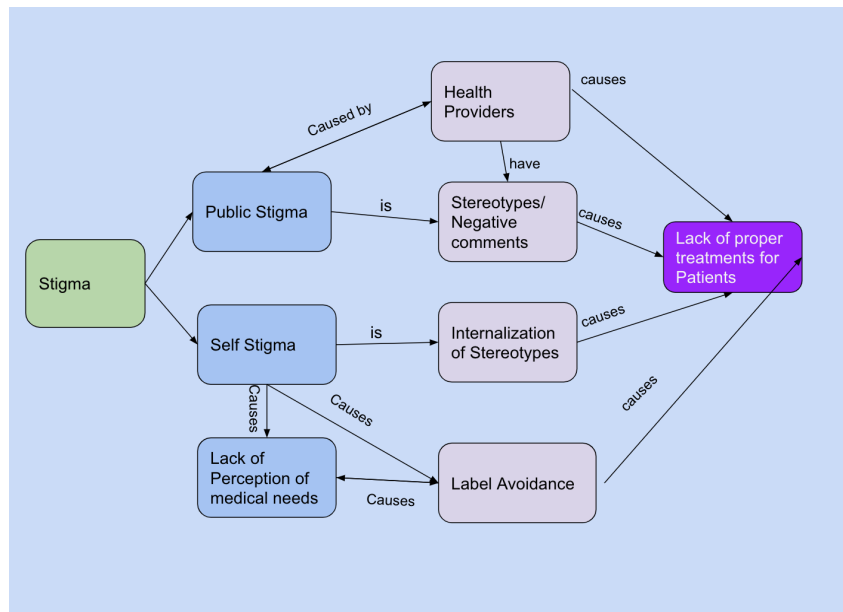 causes
Health
Providers
Caused by
have
Public Stigma
is
Stereotypes/
Negative
comments
causes
Lack of proper
treatments for
Patients
Stigma
Self Stigma
is
Internalization
of Stereotypes
causes
Causes
Causes
causes
Lack of
Perception of
medical needs
Causes
Label Avoidance